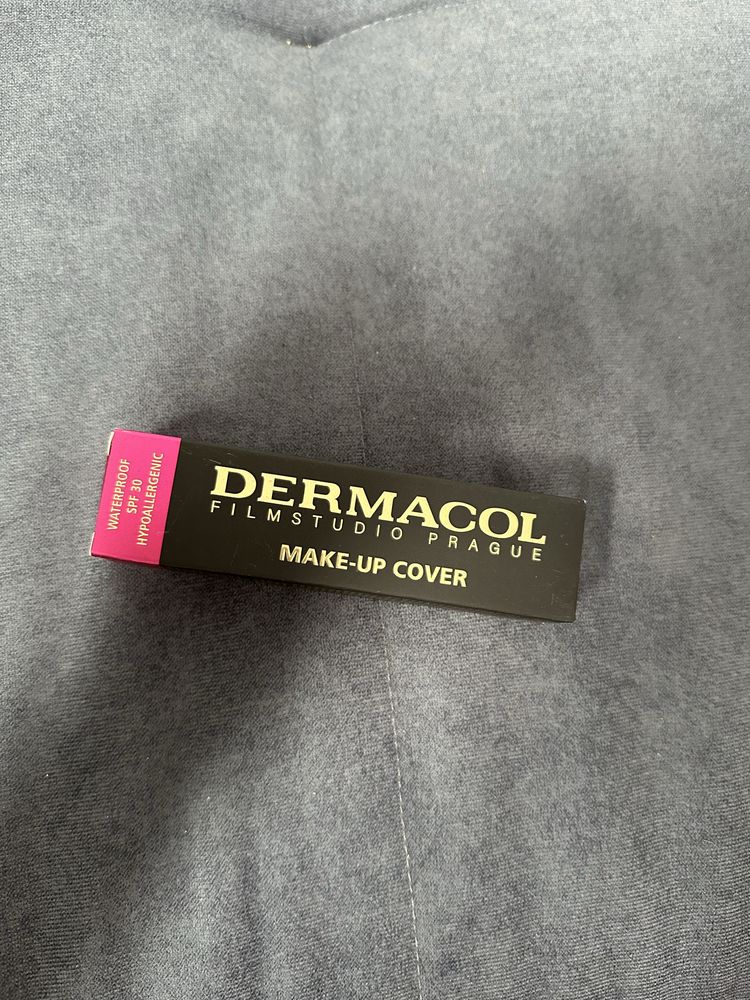 WATERPROOF
SPF 30
HYPOALLERGENIC
DERMACOL
FILMSTUDIO PRAGUE
MAKE-UP COVER